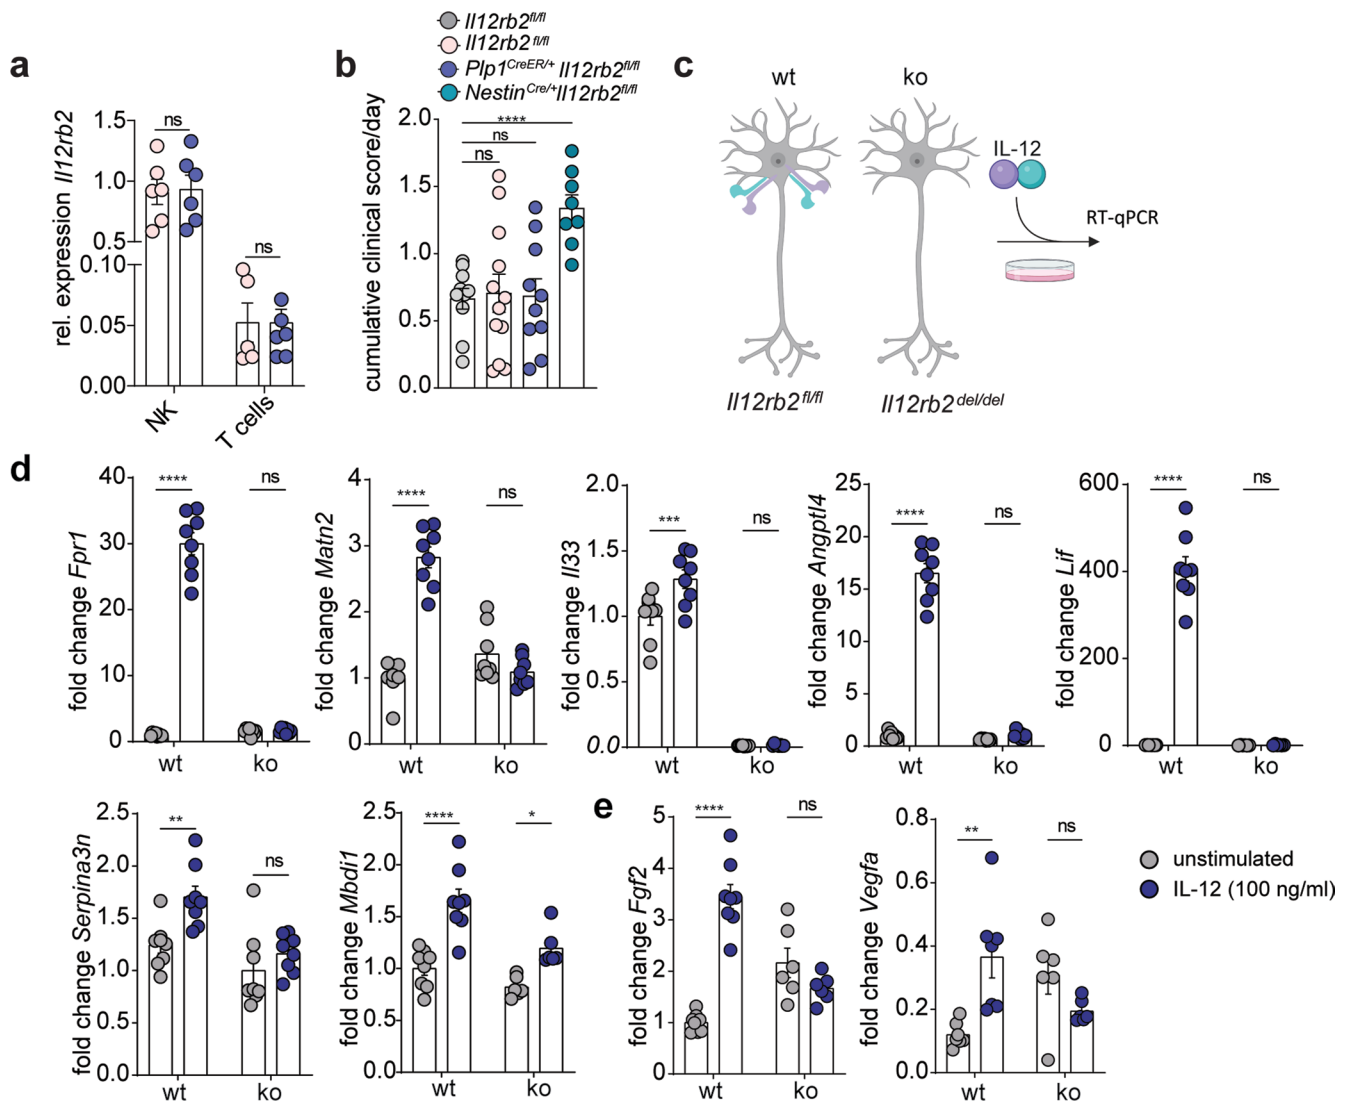 Il12rb2fl/fl
Il12rb2 fl/fl
Plp1CreER/+ Il12rb2fl/fl
NestinCre/+Il12rb2fl/fl
a
rel. expression Il12rb2
1.5
1.0
0.5
0.10
0.05
0.00
ns
ns
NK
T cells
b
cumulative clinical score/day
2.0
1.5
1.0
0.5
0.0
****
ns
ns
c
wt
ko
IL-12
RT-qPCR
Il12rb2fl/fl
Il12rb2del/del
d
fold change Fpr1
40
30
20
10
0
****
ns
wt
ko
fold change Matn2
4
3
2
1
0
****
ns
wt
ko
fold change Il33
2.0
1.5
1.0
0.5
0.0
***
ns
wt
ko
fold change Angptl4
25
20
15
10
5
0
****
ns
wt
ko
fold change Lif
600
400
200
0
****
ns
wt
ko
fold change Serpina3n
2.5
2.0
1.5
1.0
0.5
0.0
**
ns
wt
ko
fold change Mbdi1
2.5
2.0
1.5
1.0
0.5
0.0
****
*
wt
ko
e
fold change Fgf2
5
4
3
2
1
0
****
ns
wt
ko
fold change Vegfa
0.8
0.6
0.4
0.2
0.0
**
ns
wt
ko
unstimulated
IL-12 (100 ng/ml)